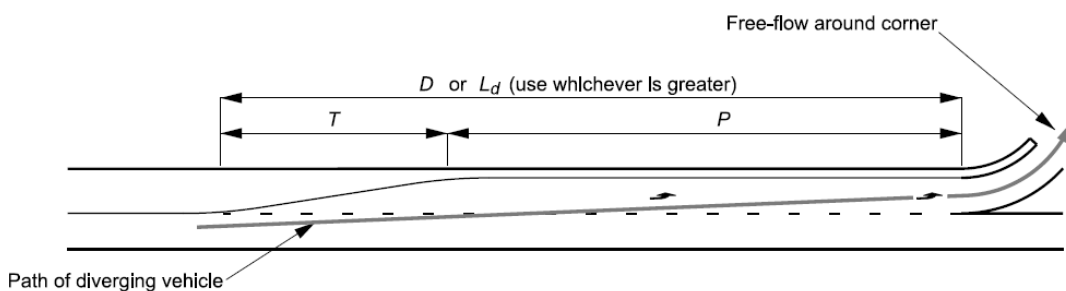 Free-flow around corner
D or Ld (use whichever is greater)
T
P
Path of diverging vehicle